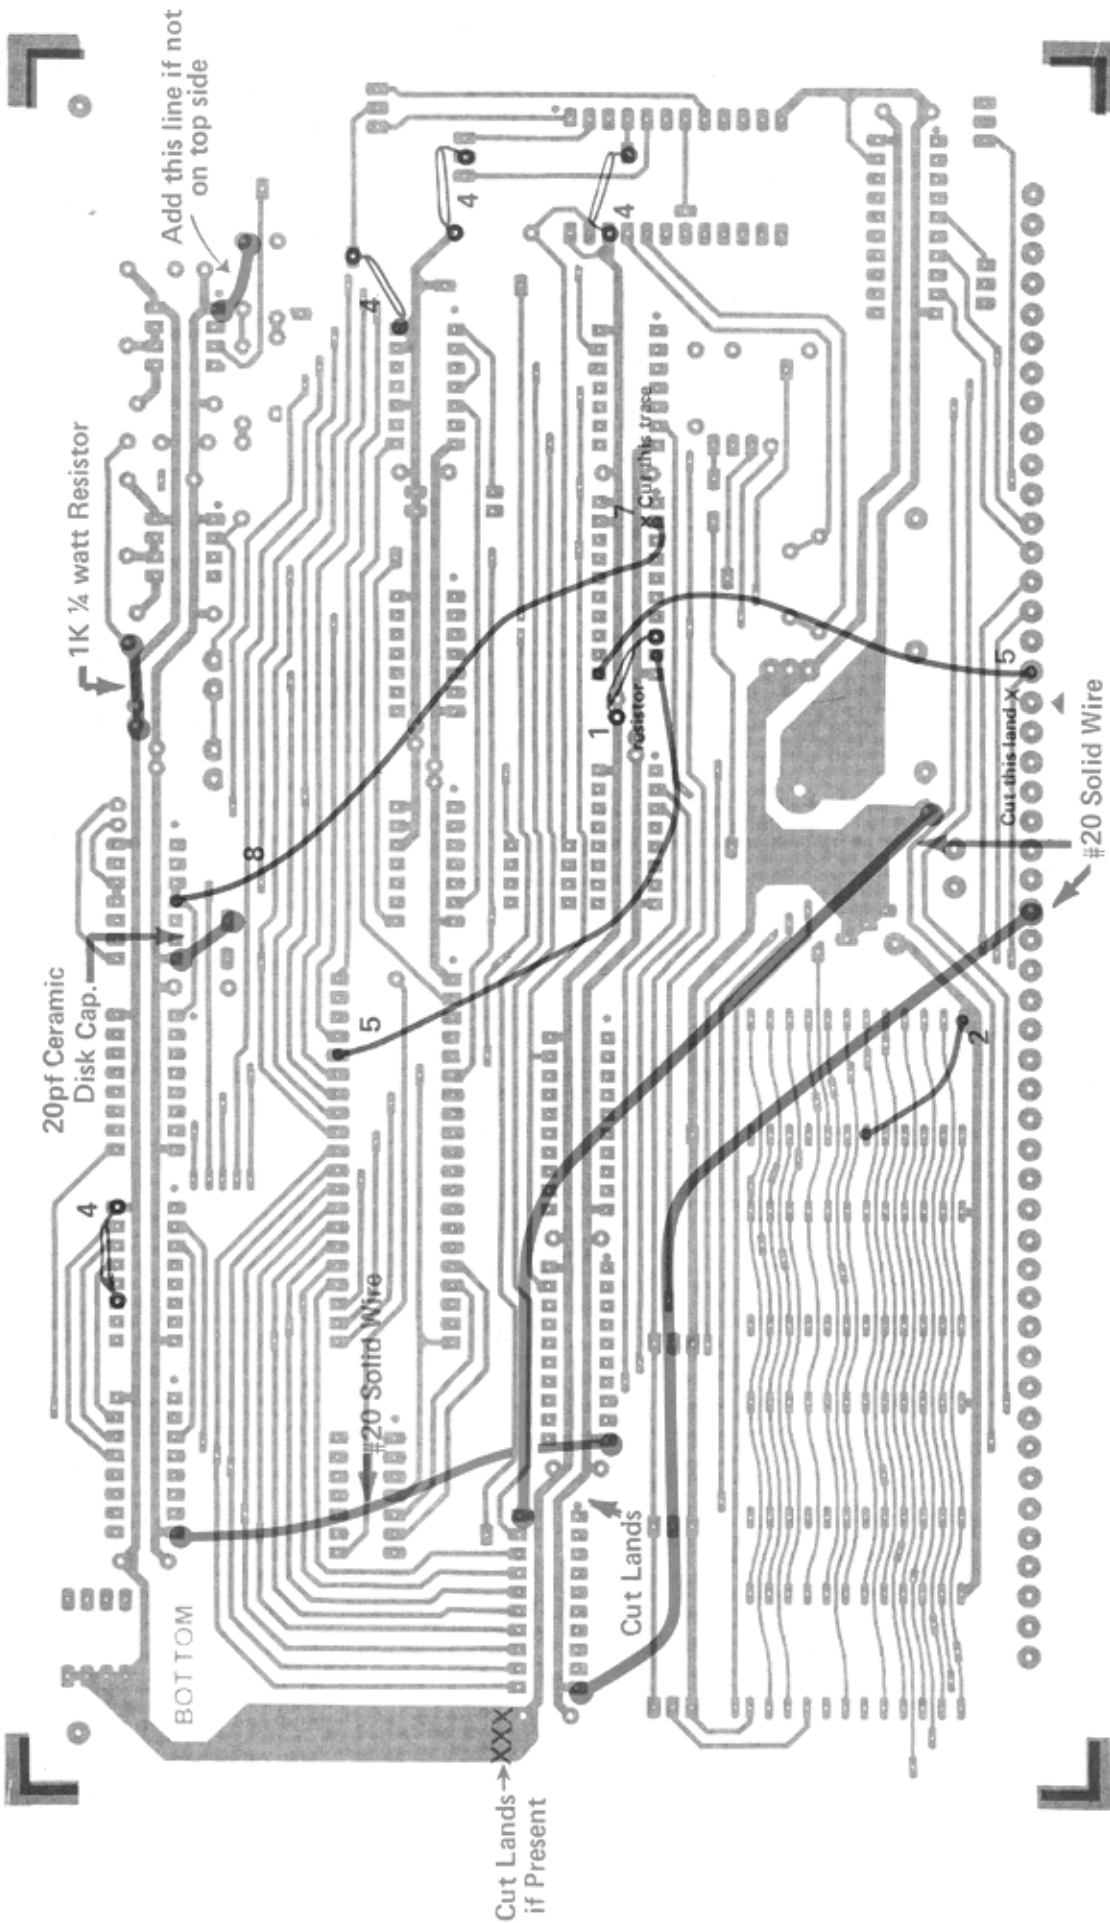 Add this line if not
on top side
1K ¼ watt Resistor
20pf Ceramic
Disk Cap.
4
4
4
4
8
5
7
x Cut this trace
1
resistor
5
Cut this land x
#20 Solid Wire
2
#20 Solid Wire
Cut Lands
BOTTOM
XXX
Cut Lands→
if Present